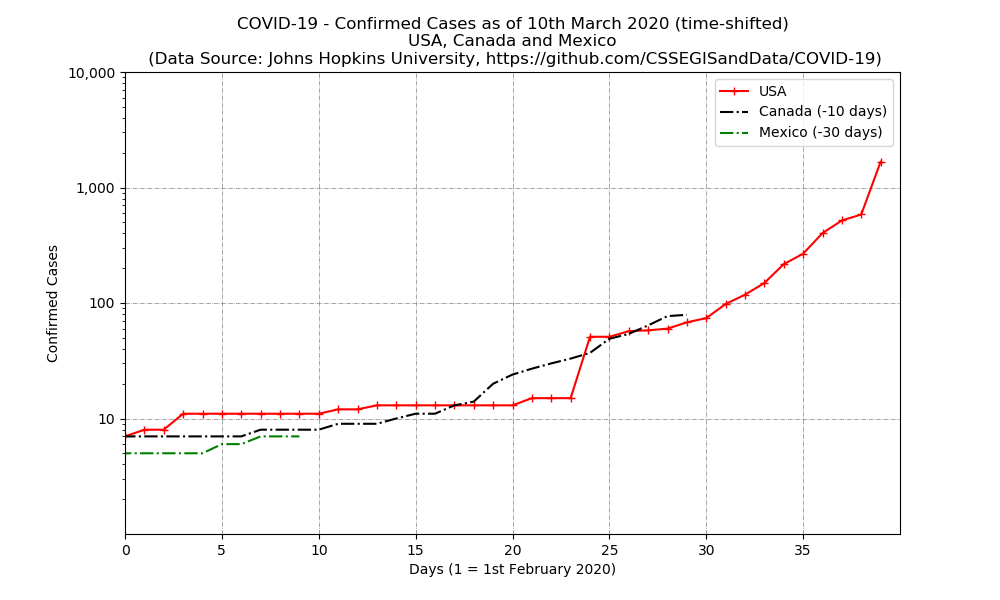 COVID-19 - Confirmed Cases as of 10th March 2020 (time-shifted)
USA, Canada and Mexico
(Data Source: Johns Hopkins University, https://github.com/CSSEGISandData/COVID-19)
10,000
1,000
100
10
Confirmed Cases
USA
Canada (-10 days)
Mexico (-30 days)
0 5 10 15 20 25 30 35
Days (1 = 1st February 2020)